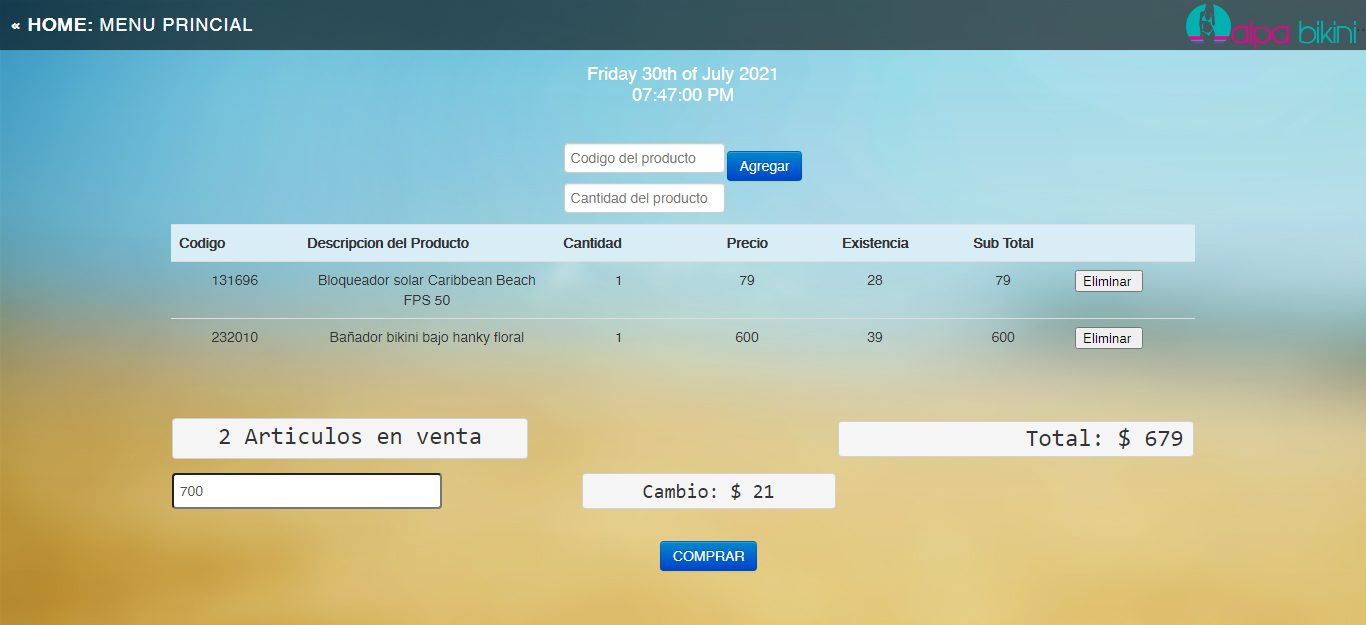 « HOME: MENU PRINCIAL
alpa bikini
Friday 30th of July 2021
07:47:00 PM
Codigo del producto
Agregar
Cantidad del producto
Codigo Descripcion del Producto Cantidad Precio Existencia Sub Total
131696 Bloqueador solar Caribbean Beach 1 79 28 79 Eliminar
FPS 50
232010 Bañador bikini bajo hanky floral 1 600 39 600 Eliminar
2 Articulos en venta
Total: $ 679
700
Cambio: $ 21
COMPRAR